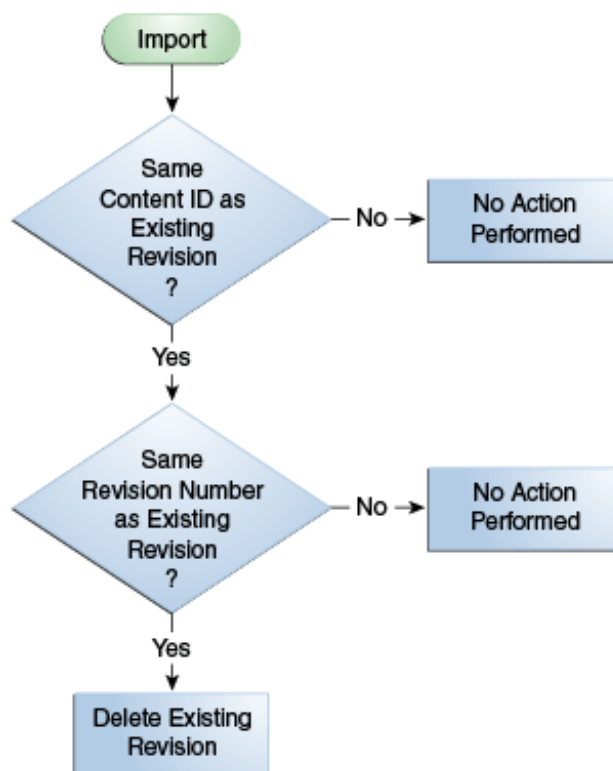 Import
Same
Content ID as
Existing
Revision
?
No
No Action
Performed
Yes
Same
Revision Number
as Existing
Revision
?
No
No Action
Performed
Yes
Delete Existing
Revision